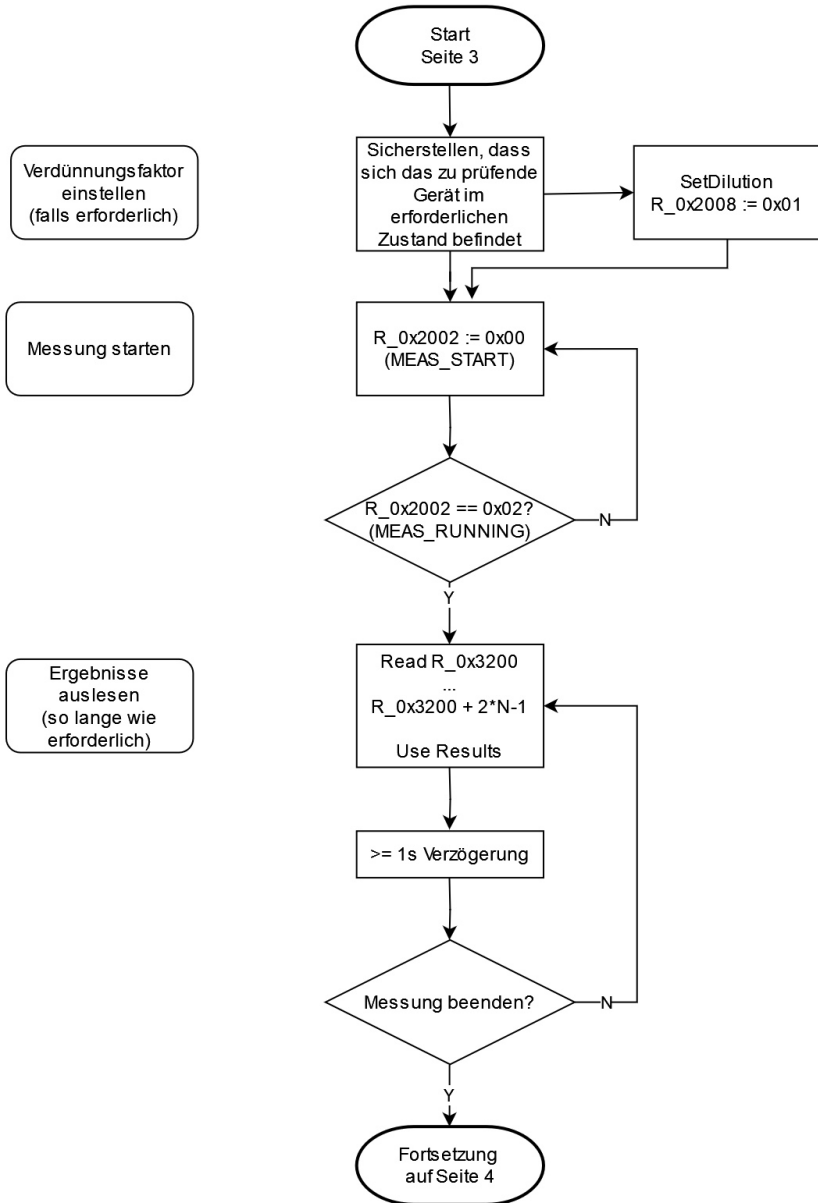 Start
Seite 3
Verdünnungsfaktor
einstellen
(falls erforderlich)
Sicherstellen, dass
sich das zu prüfende
Gerät im
erforderlichen
Zustand befindet
SetDilution
R_0x2008 := 0x01
Messung starten
R_0x2002 := 0x00
(MEAS_START)
R_0x2002 == 0x02?
(MEAS_RUNNING)
N
Y
Ergebnisse
auslesen
(so lange wie
erforderlich)
Read R_0x3200
...
R_0x3200 + 2*N-1
Use Results
>= 1s Verzögerung
Messung beenden?
N
Y
Fortsetzung
auf Seite 4